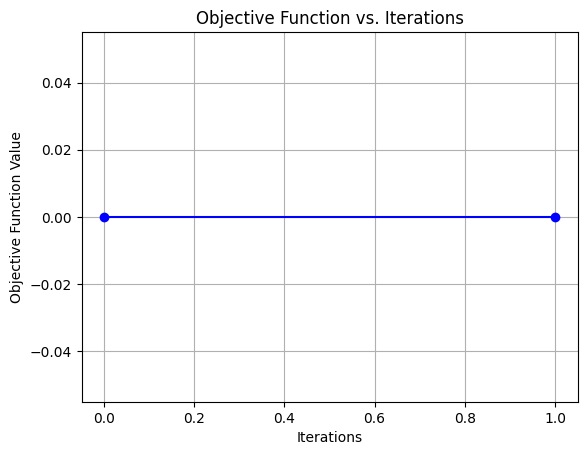 Objective Function vs. Iterations
Objective Function Value
0.04
0.02
0.00
−0.02
−0.04
0.0 0.2 0.4 0.6 0.8 1.0
Iterations